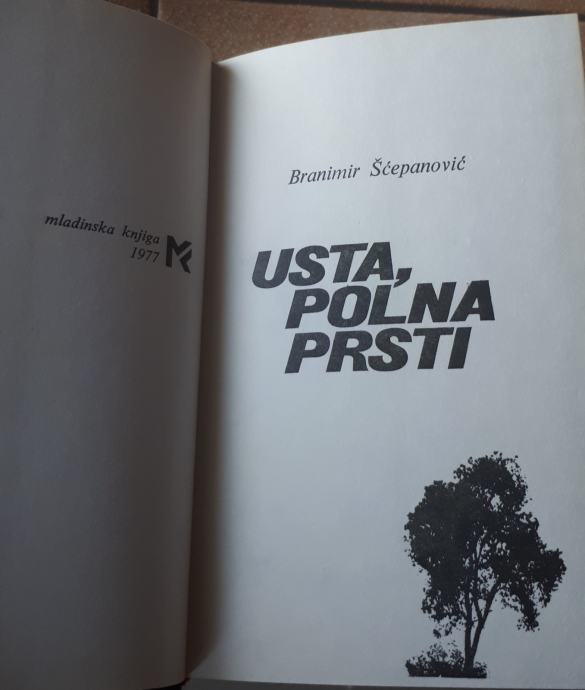 mladinska knjiga
1977
Branimir Šćepanović
USTA,
POLNA
PRSTI